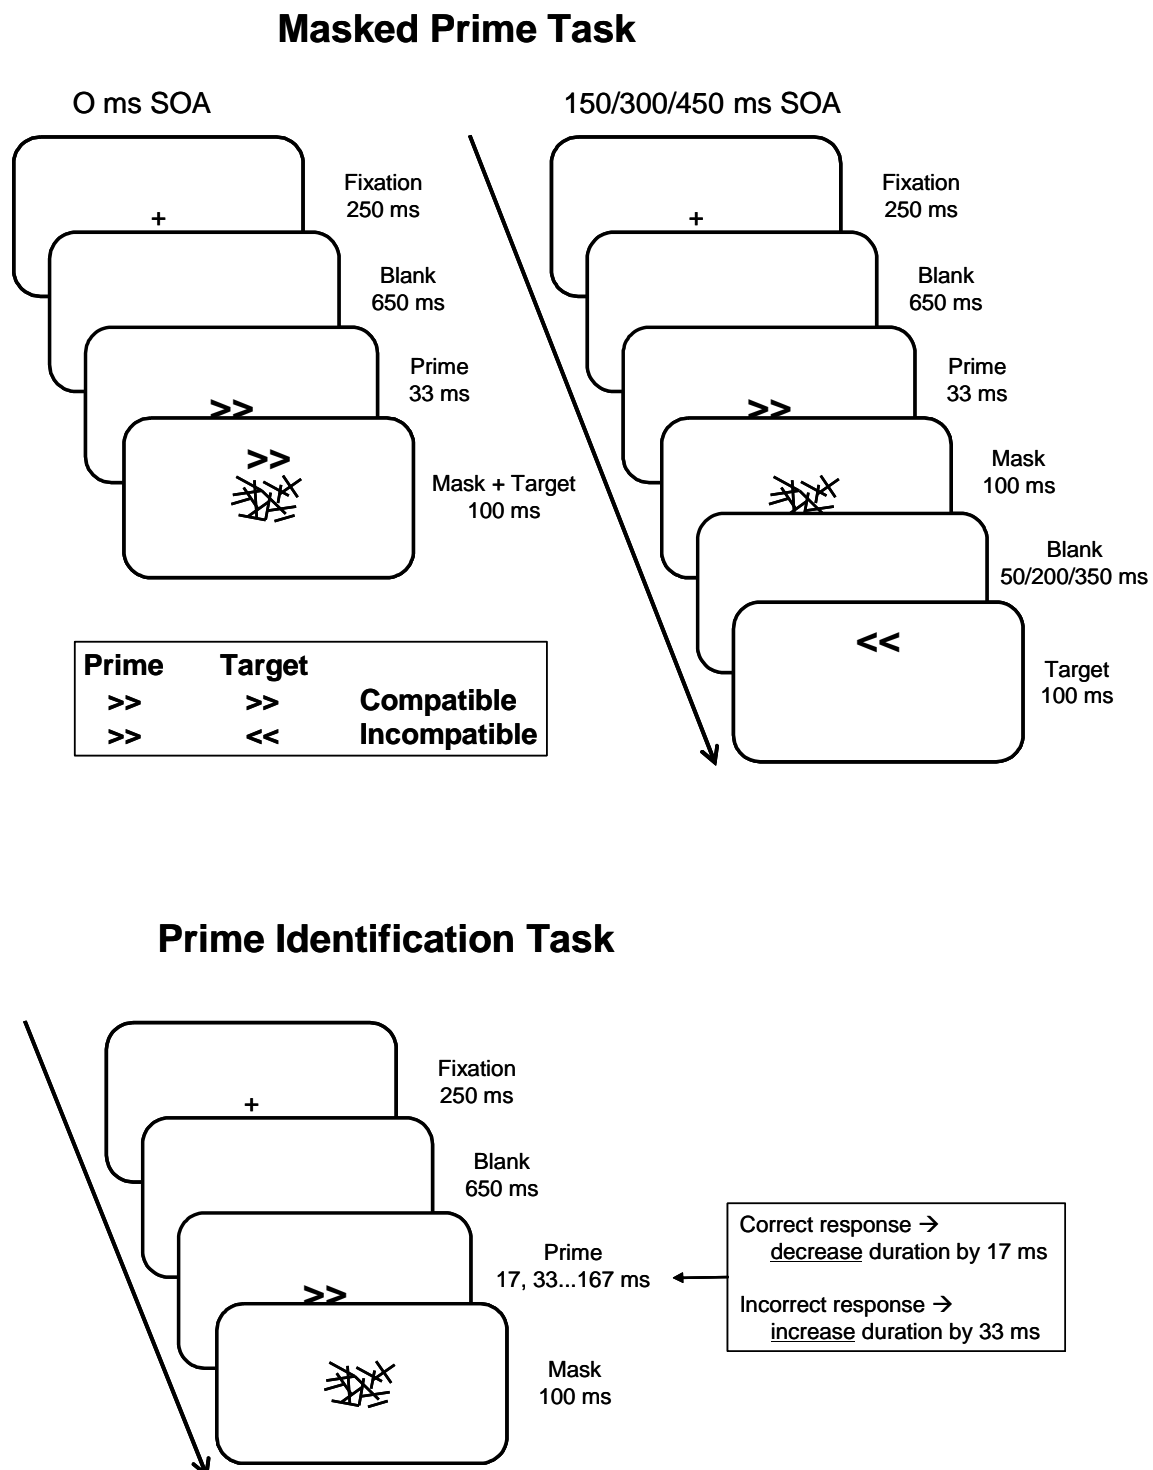 Masked Prime Task
O ms SOA
Fixation
250 ms
+
Blank
650 ms
Prime
33 ms
>>
>>
Mask + Target
100 ms
150/300/450 ms SOA
Fixation
250 ms
+
Blank
650 ms
Prime
33 ms
>>
Mask
100 ms
Blank
50/200/350 ms
<<
Target
100 ms
Prime Target
>> >> Compatible
>> << Incompatible
Prime Identification Task
Fixation
250 ms
+
Blank
650 ms
Prime
17, 33...167 ms
>>
Mask
100 ms
Correct response →
decrease duration by 17 ms
Incorrect response →
increase duration by 33 ms